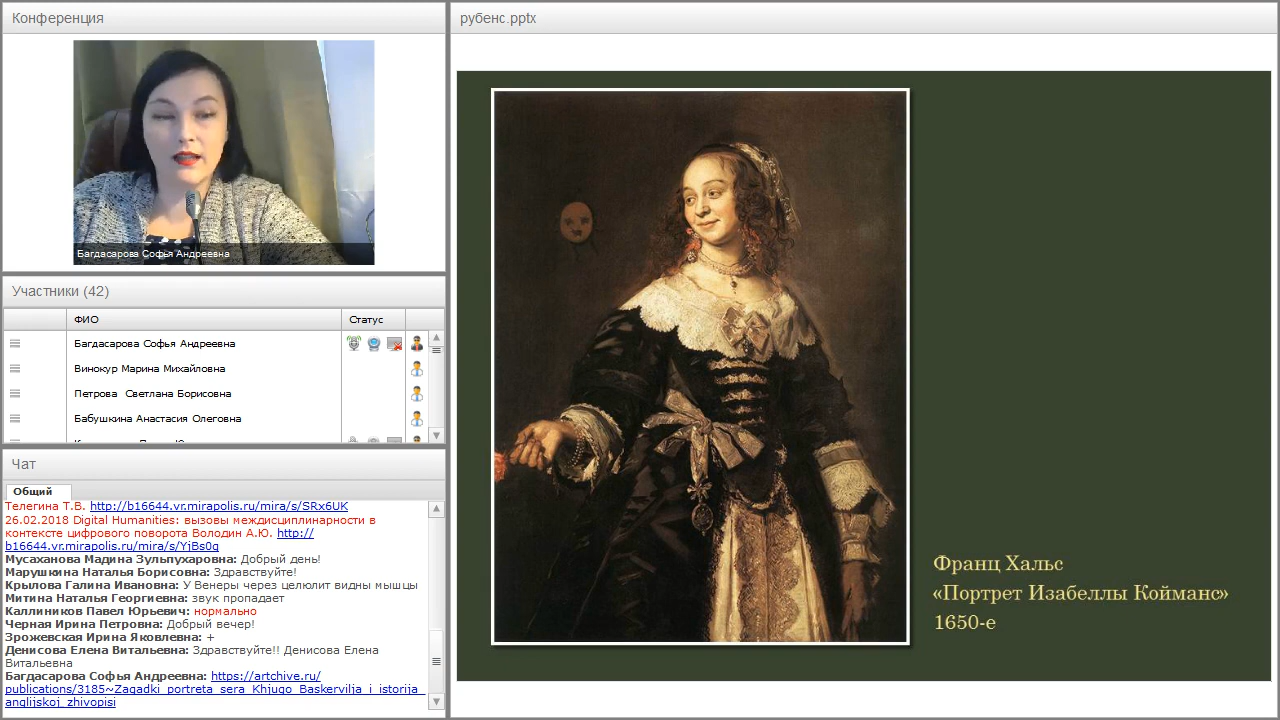 Конференция
Багдасарова Софья Андреевна
Участники (42)
ФИО
Статус
Багдасарова Софья Андреевна
Винокур Марина Михайловна
Петрова Светлана Борисовна
Бабушкина Анастасия Олеговна
Чат
Общий
Телегина Т.В. http://b16644.vr.mirapolis.ru/mira/s/SRx6UK
26.02.2018 Digital Humanities: вызовы междисциплинарности в
контексте цифрового поворота Володин А.Ю. http://
b16644.vr.mirapolis.ru/mira/s/YjBs0q
Мусаханова Мадина Зульпухаровна: Добрый день!
Марушкина Наталья Борисовна: Здравствуйте!
Крылова Галина Ивановна: У Венеры через целюлит видны мышцы
Митина Наталья Георгиевна: звук пропадает
Каллиников Павел Юрьевич: нормально
Черная Ирина Петровна: Добрый вечер!
Зрожевская Ирина Яковлевна: +
Денисова Елена Витальевна: Здравствуйте!! Денисова Елена
Витальевна
Багдасарова Софья Андреевна: https://artchive.ru/
publications/3185~Zagadki_portreta_sera_Khjugo_Baskervilja_i_istorija_
anglijskoj_zhivopisi
рубенс.pptx
Франц Хальс
«Портрет Изабеллы Койманс»
1650-е